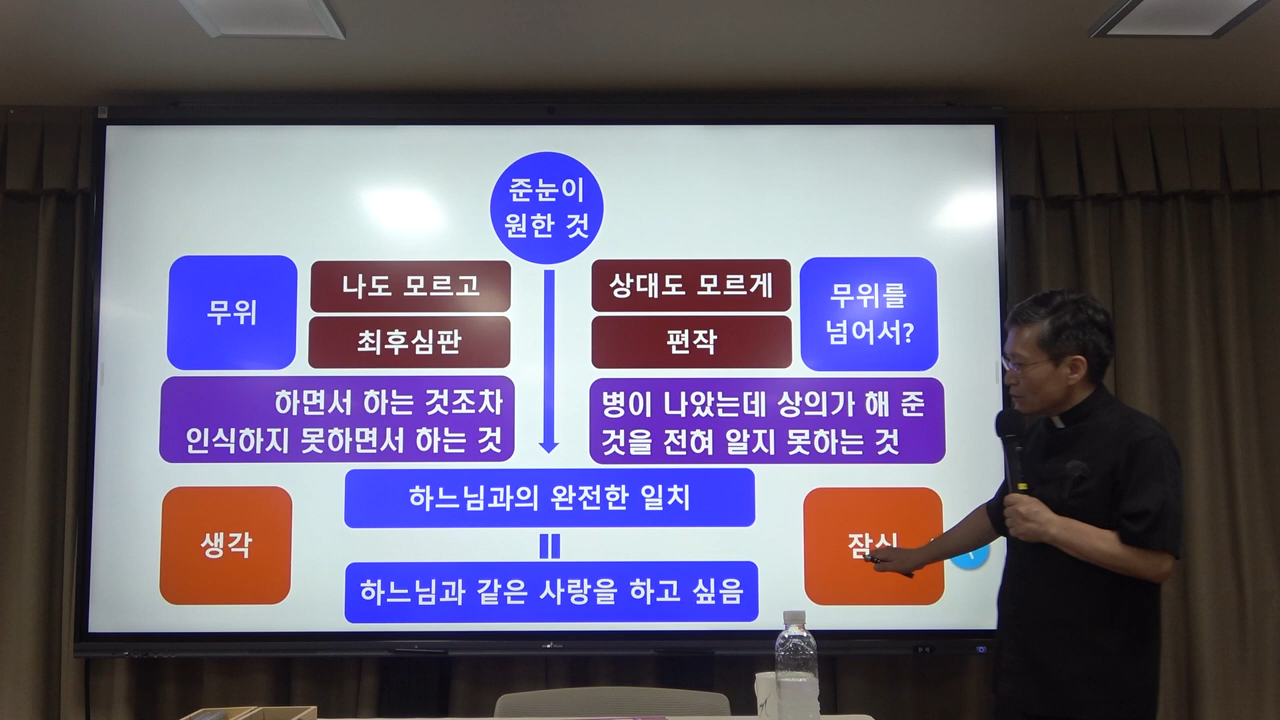 준눈이
원한 것
무위
나도 모르고
최후심판
상대도 모르게
편작
무위를
넘어서?
하면서 하는 것조차
인식하지 못하면서 하는 것
병이 나았는데 상의가 해 준
것을 전혀 알지 못하는 것
하느님과의 완전한 일치
생각
잠심
하느님과 같은 사랑을 하고 싶음